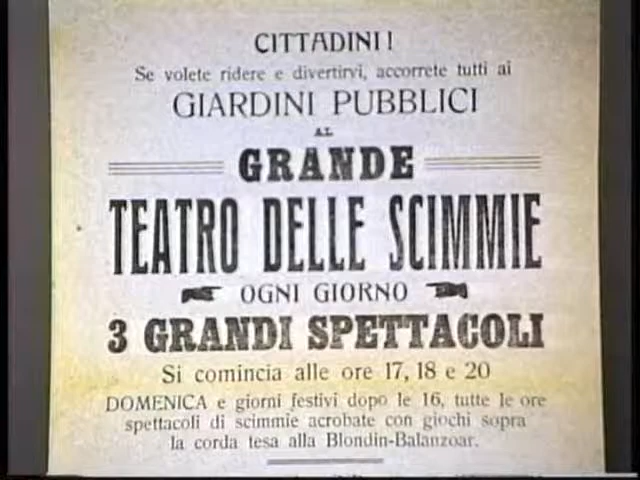 CITTADINI!
Se volete ridere e divertirvi, accorrete tutti ai
GIARDINI PUBBLICI
AL
GRANDE
TEATRO DELLE SCIMMIE
OGNI GIORNO
3 GRANDI SPETTACOLI
Si comincia alle ore 17, 18 e 20
DOMENICA e giorni festivi dopo le 16, tutte le ore
spettacoli di scimmie acrobate con giochi sopra
la corda tesa alla Blondin-Balanzoar.